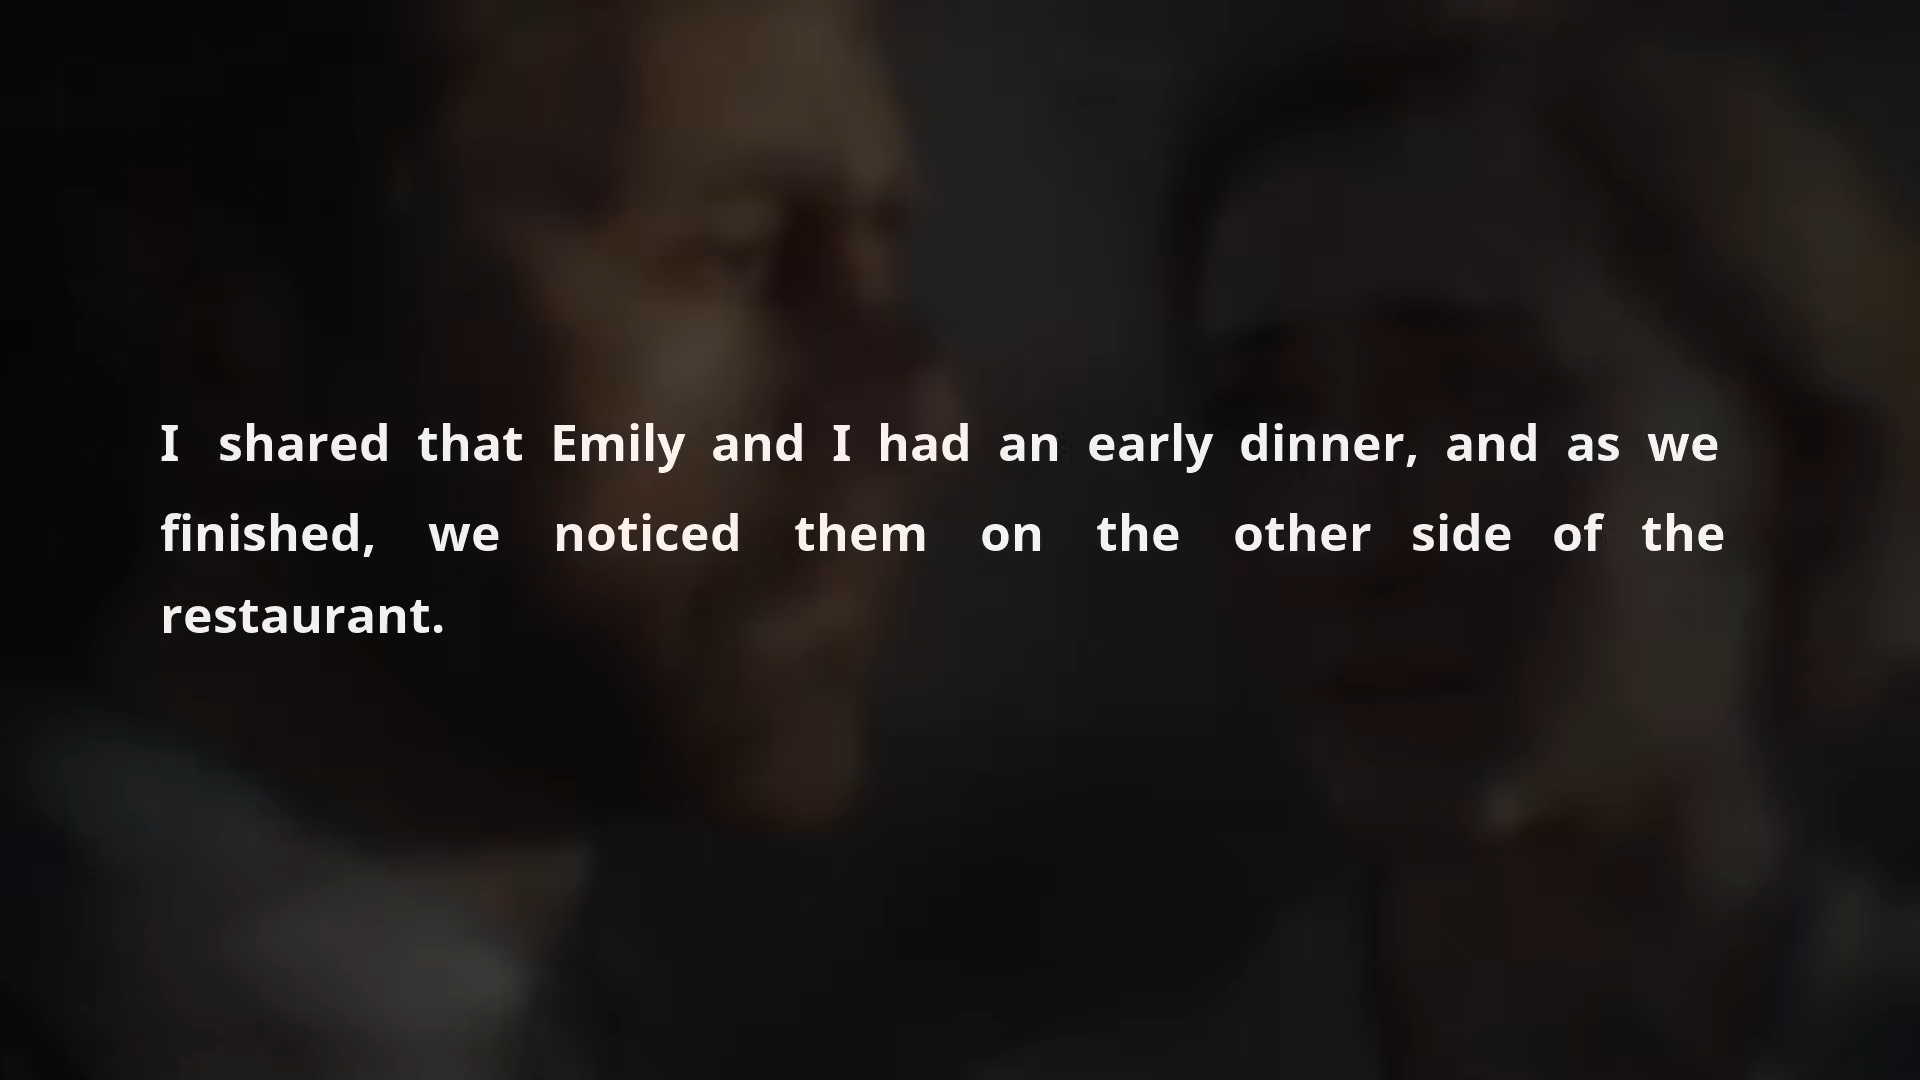 I shared that Emily and I had an early dinner, and as we
finished, we noticed them on the other side of the
restaurant.